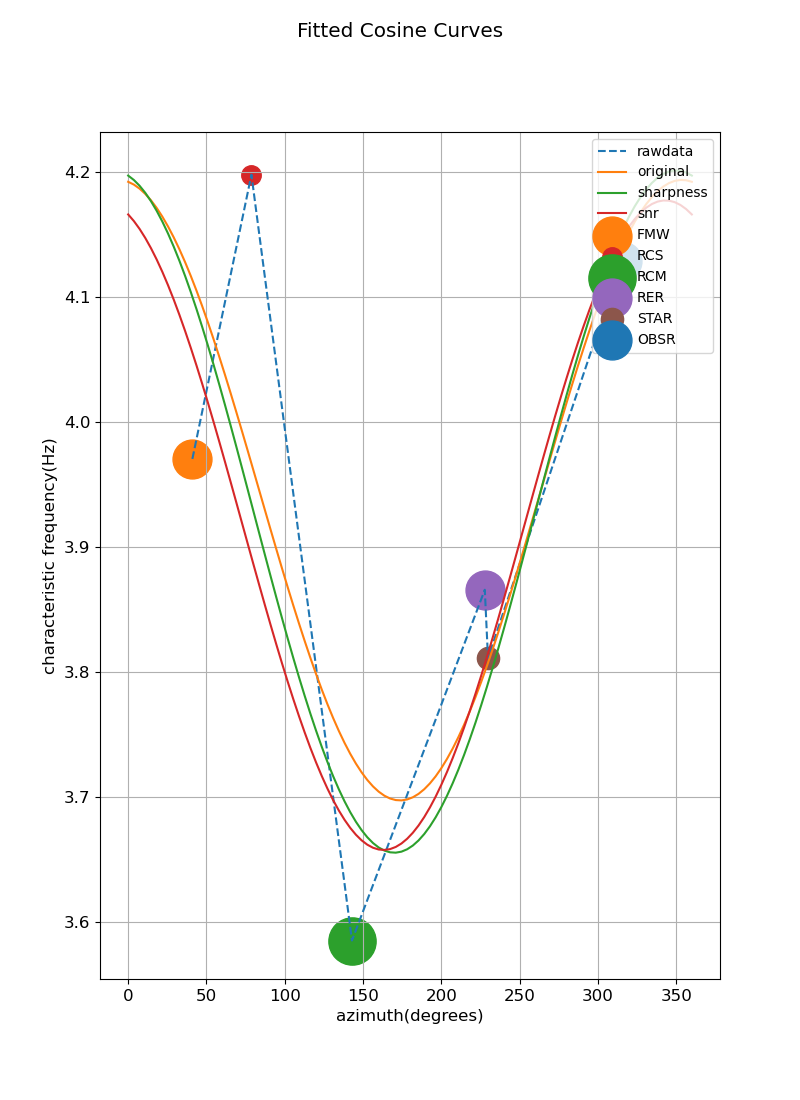 Fitted Cosine Curves
rawdata
original
sharpness
snr
FMW
RCS
RCM
RER
STAR
OBSR
4.2
4.1
4.0
3.9
3.8
3.7
3.6
characteristic frequency(Hz)
0 50 100 150 200 250 300 350
azimuth(degrees)